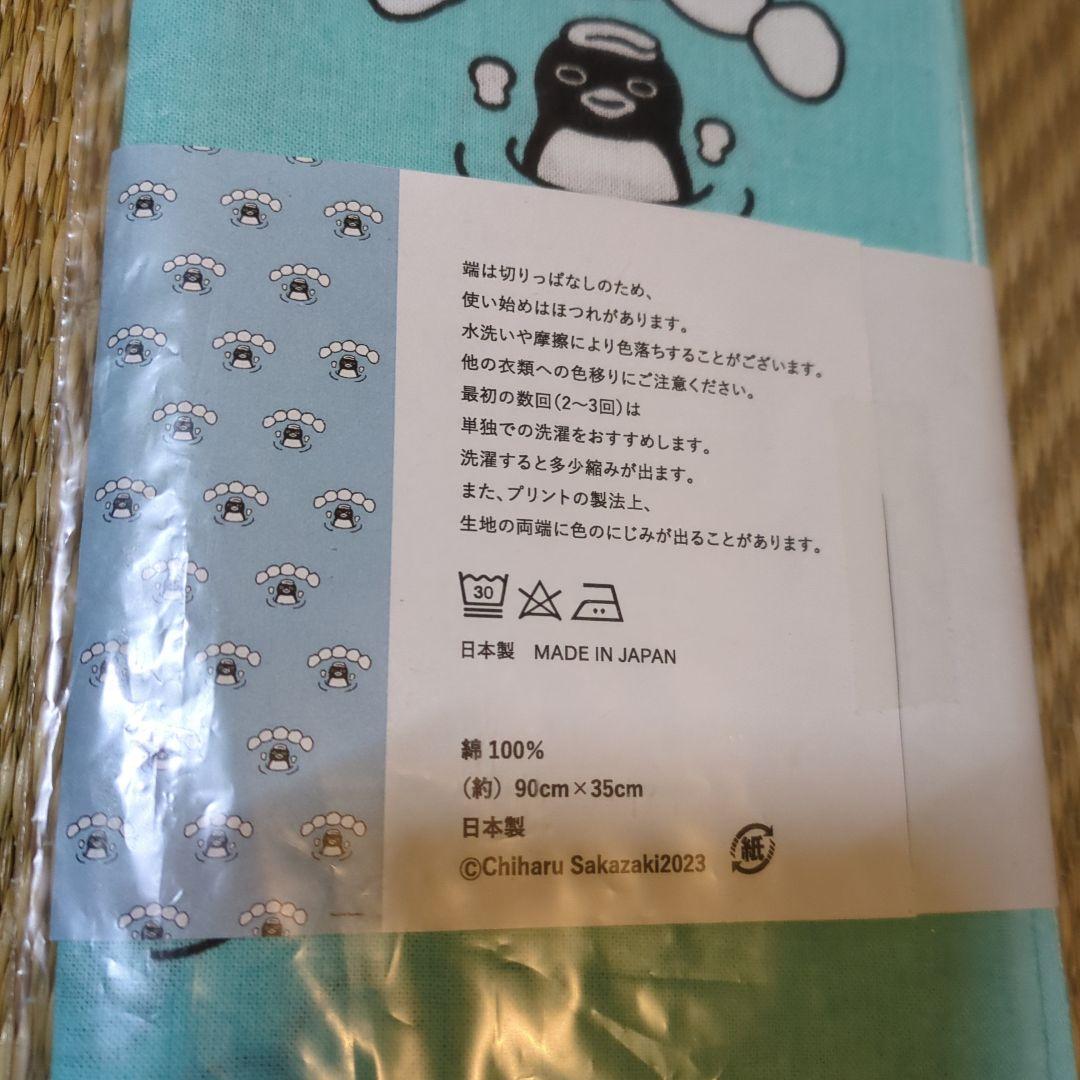 端は切りっぱなしのため、
使い始めはほつれがあります。
水洗いや摩擦により色落ちすることがございます。
他の衣類への色移りにご注意ください。
最初の数回(2〜3回)は
単独での洗濯をおすすめします。
洗濯すると多少縮みが出ます。
また、プリントの製法上、
生地の両端に色のにじみが出ることがあります。
30
日本製 MADE IN JAPAN
綿100%
(約) 90cm×35cm
日本製
©Chiharu Sakazaki2023
紙